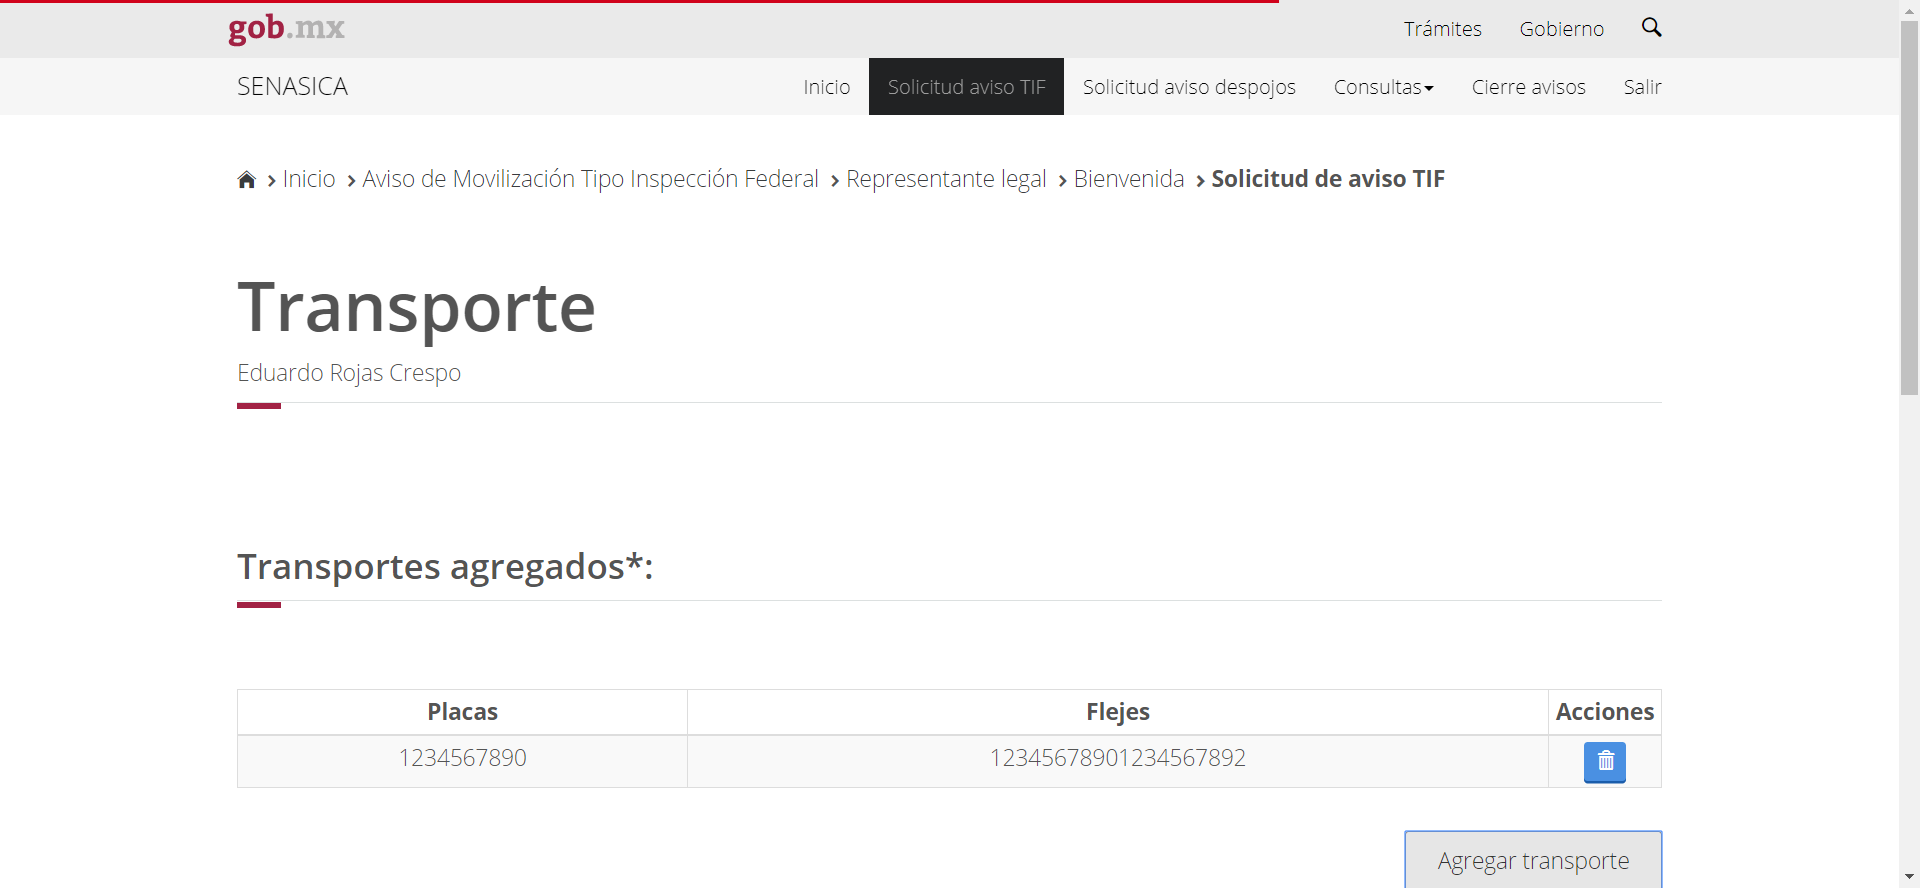 gob.mx
Trámites
Gobierno
SENASICA
Inicio
Solicitud aviso TIF
Solicitud aviso despojos
Consultas
Cierre avisos
Salir
Inicio
Aviso de Movilización Tipo Inspección Federal
Representante legal
Bienvenida
Solicitud de aviso TIF
Transporte
Eduardo Rojas Crespo
Transportes agregados*:
Placas
Flejes
Acciones
1234567890
12345678901234567892
Agregar transporte